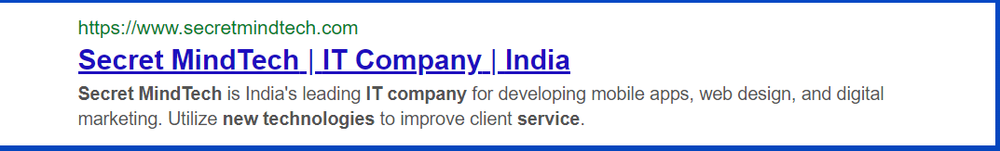 https://www.secretmindtech.com
Secret MindTech | IT Company | India
Secret MindTech is India's leading IT company for developing mobile apps, web design, and digital
marketing. Utilize new technologies to improve client service.